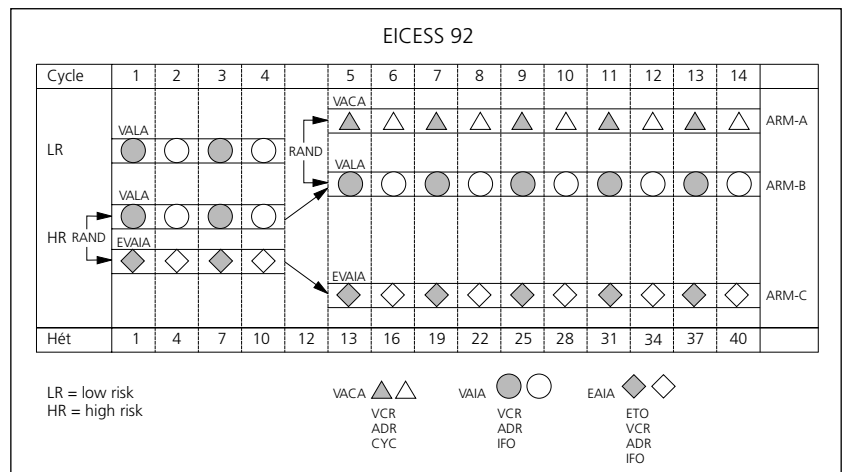 EICESS 92
Cycle 1 2 3 4 5 6 7 8 9 10 11 12 13 14
VACA
ARM-A
VALA
LR
RAND
VALA
ARM-B
VALA
HR RAND
EVAIA
EVAIA
ARM-C
Hét 1 4 7 10 12 13 16 19 22 25 28 31 34 37 40
LR = low risk
HR = high risk
VACA
VCR
ADR
CYC
VAIA
VCR
ADR
IFO
EAIA
ETO
VCR
ADR
IFO